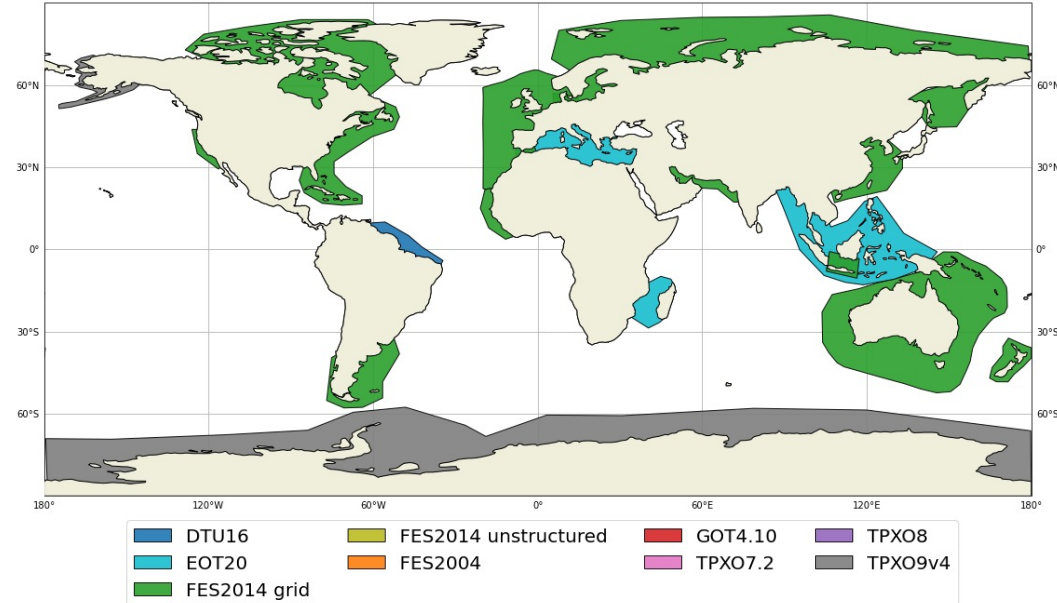 60°N 60°N
30°N 30°N
0° 0°
30°S 30°S
60°S 60°S
180° 120°W 60°W 0° 60°E 120°E 180°
DTU16 FES2014 unstructured GOT4.10 TPXO8
EOT20 FES2004 TPXO7.2 TPXO9v4
FES2014 grid